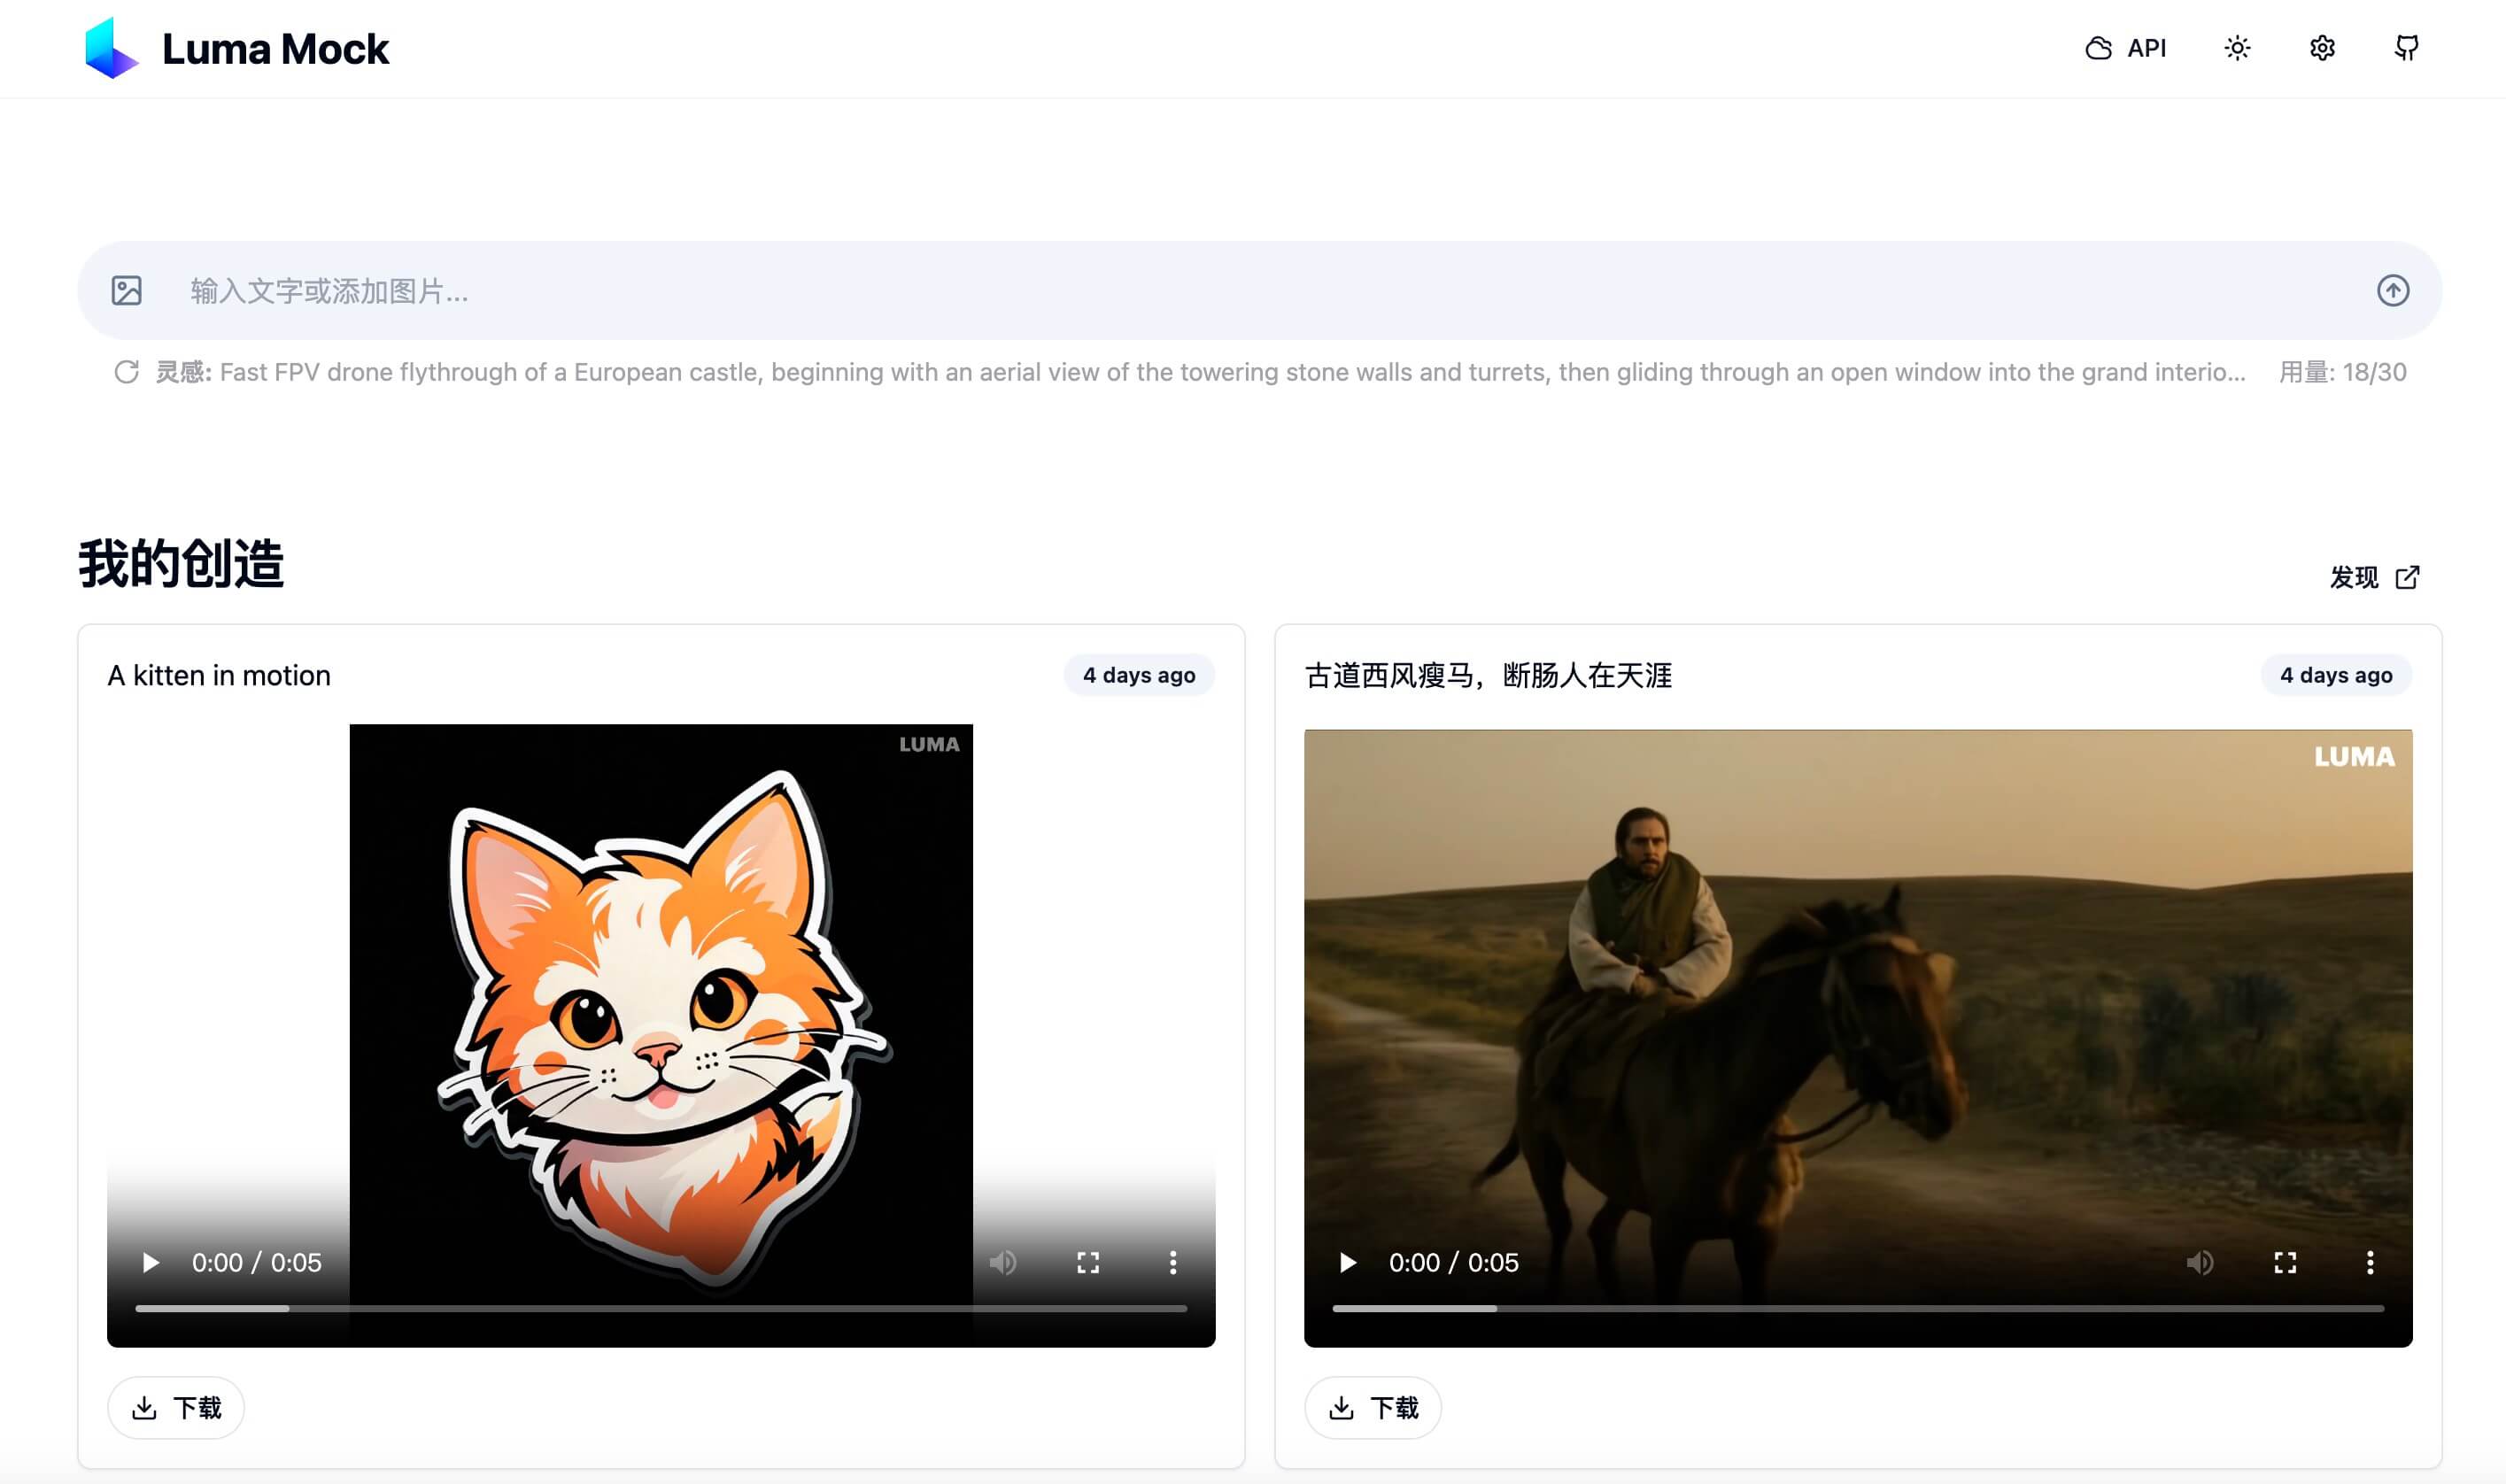 Luma Mock
API
输入文字或添加图片...
灵感: Fast FPV drone flythrough of a European castle, beginning with an aerial view of the towering stone walls and turrets, then gliding through an open window into the grand interio...
用量: 18/30
我的创造
发现
A kitten in motion
4 days ago
LUMA
0:00 / 0:05
下载
古道西风瘦马，断肠人在天涯
4 days ago
LUMA
0:00 / 0:05
下载